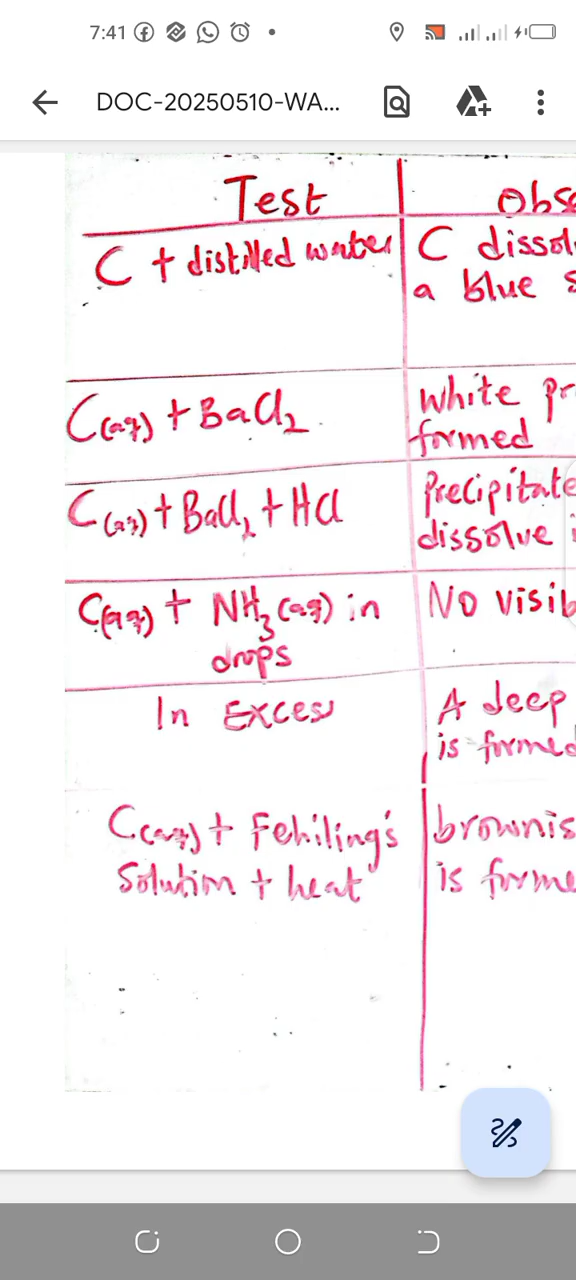 7:41
DOC-20250510-WA...
Test
Obse
C + distilled water
C dissol
a blue s
C(aq) + BaCl2
white pr
formed
C(aq) + BaCl2 + HCl
Precipitate
dissolve i
C(aq) + NH3(aq) in
drops
No visib
In Excess
A deep
is formed
C(aq) + Fehiling's
Solution + heat
brownis
is forme